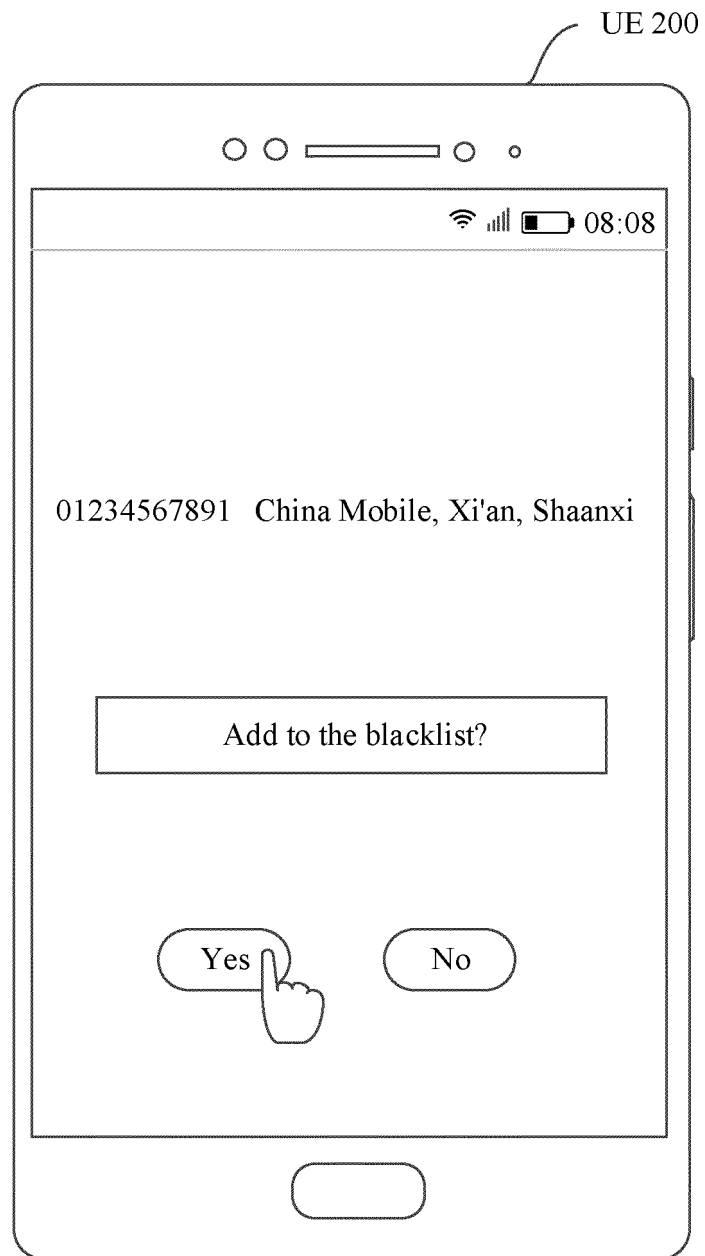 UE 200
08:08
01234567891 China Mobile, Xi'an, Shaanxi
Add to the blacklist?
Yes No